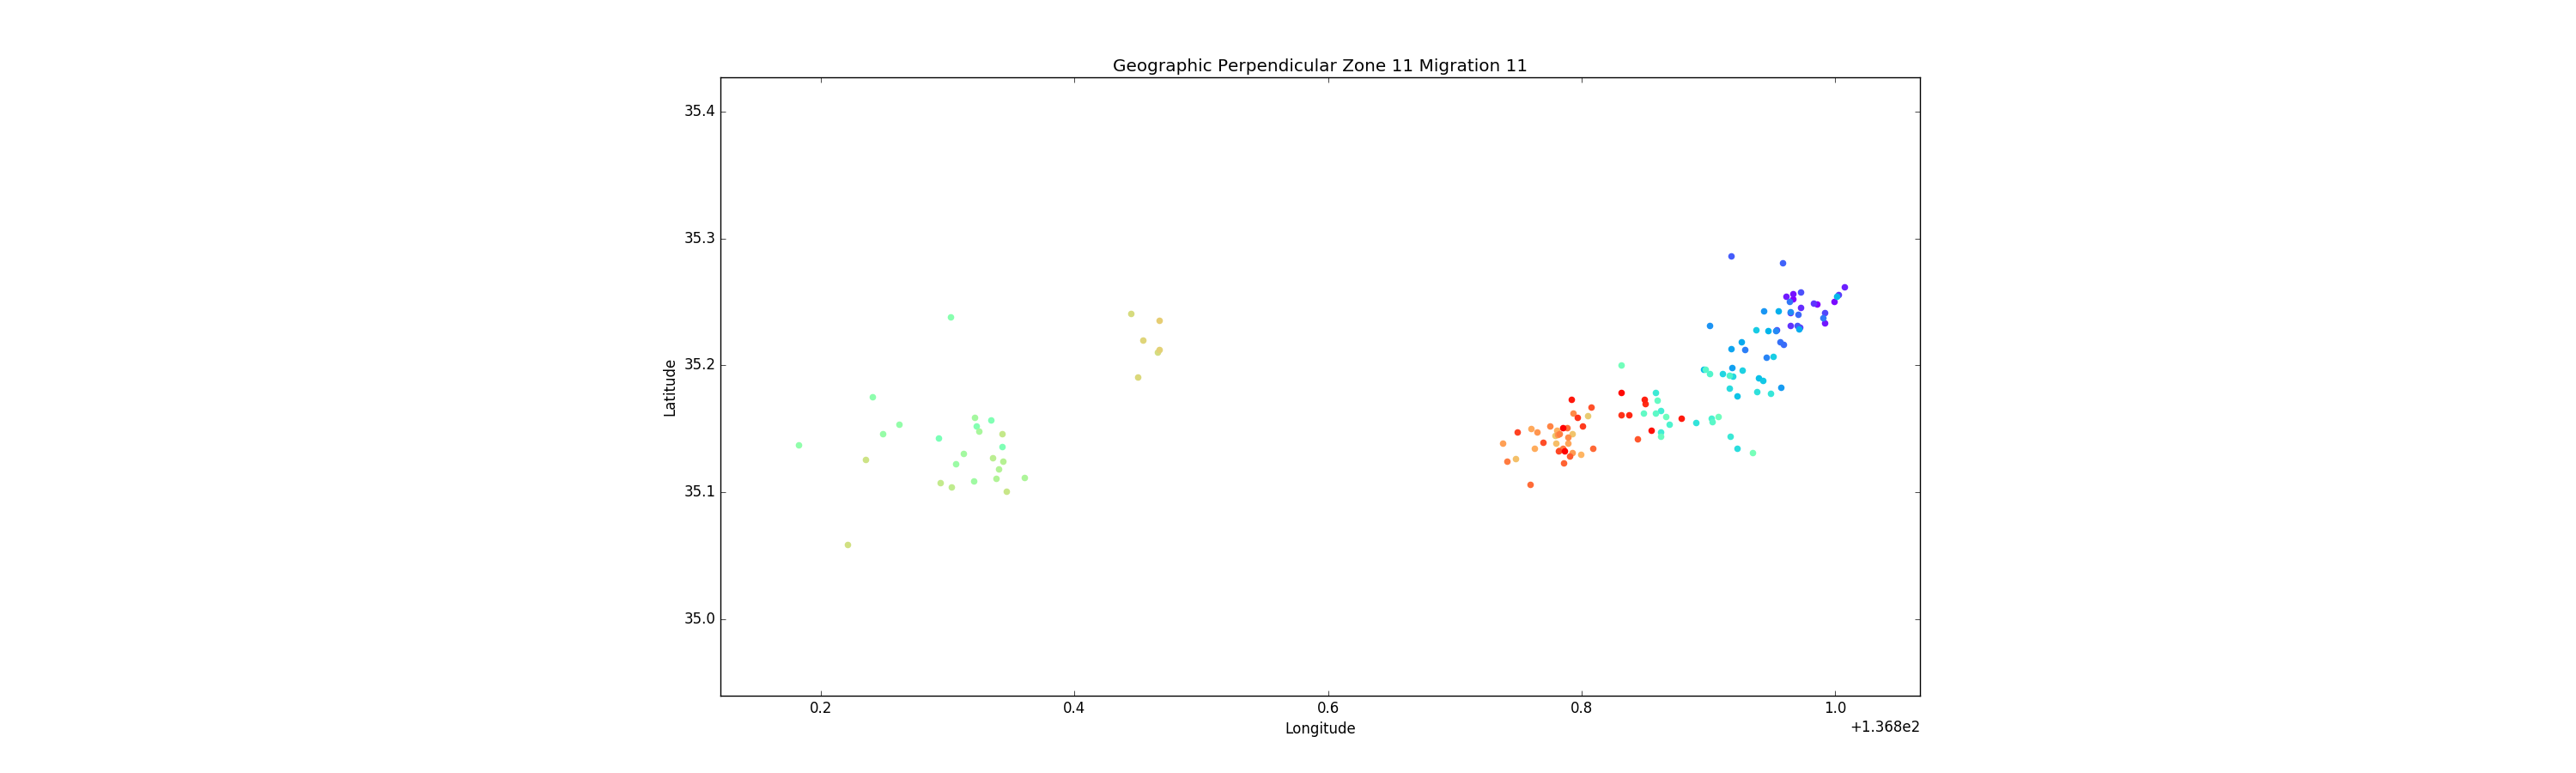 Geographic Perpendicular Zone 11 Migration 11
35.4
35.3
35.2
35.1
35.0
Latitude
0.2 0.4 0.6 0.8 1.0
Longitude
+1.368e2